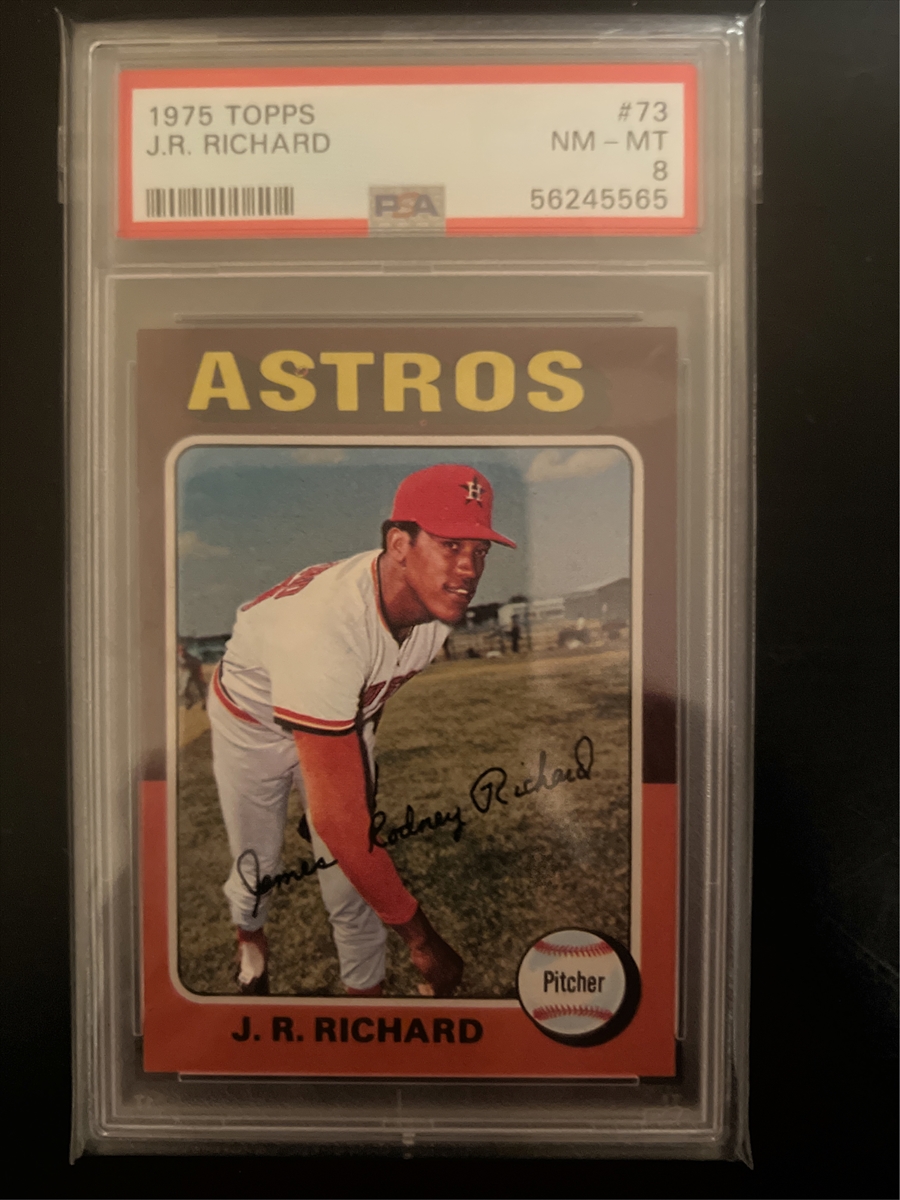 1975 TOPPS #73
J.R. RICHARD NM - MT
8
PSA 56245565
ASTROS
H
James Rodney Richard
Pitcher
J. R. RICHARD